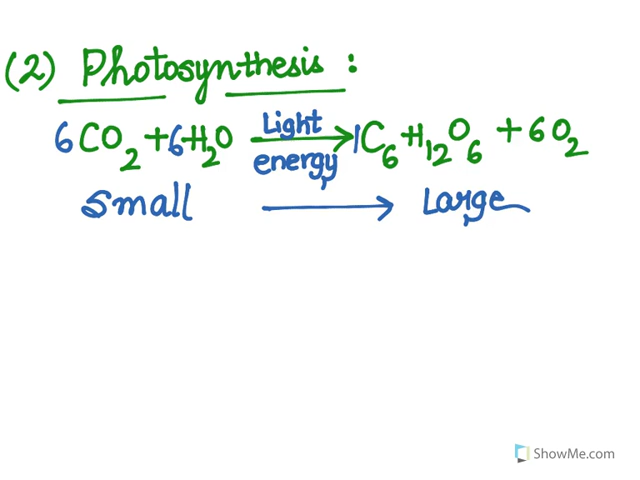 (2) Photosynthesis :
6CO2 + 6H2O Light energy → 1C6H12O6 + 6O2
Small → Large
ShowMe.com